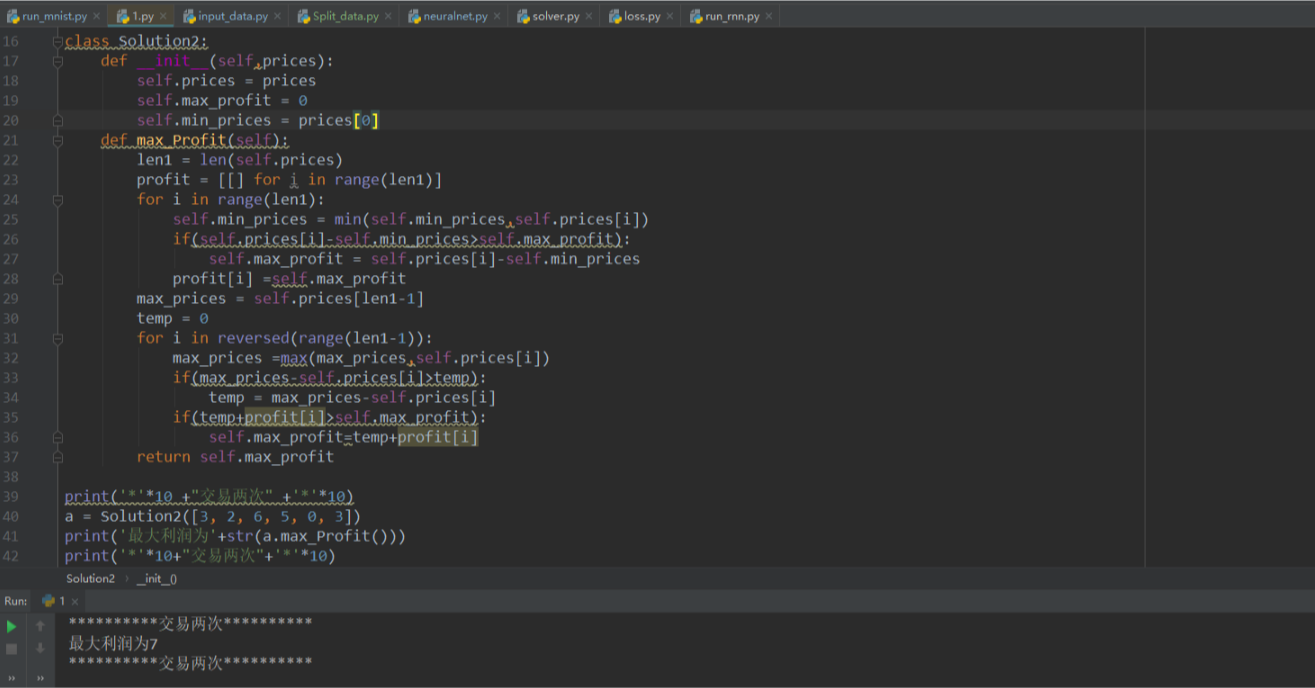 run_mnist.py × 1.py × input_data.py × Split_data.py × neuralnet.py × solver.py × loss.py × run_rnn.py ×
16 class Solution2:
17     def __init__(self,prices):
18         self.prices = prices
19         self.max_profit = 0
20         self.min_prices = prices[0]
21     def max_Profit(self):
22         len1 = len(self.prices)
23         profit = [[] for i in range(len1)]
24         for i in range(len1):
25             self.min_prices = min(self.min_prices,self.prices[i])
26             if(self.prices[i]-self.min_prices>self.max_profit):
27                 self.max_profit = self.prices[i]-self.min_prices
28             profit[i] =self.max_profit
29         max_prices = self.prices[len1-1]
30         temp = 0
31         for i in reversed(range(len1-1)):
32             max_prices =max(max_prices,self.prices[i])
33             if(max_prices-self.prices[i]>temp):
34                 temp = max_prices-self.prices[i]
35             if(temp+profit[i]>self.max_profit):
36                 self.max_profit=temp+profit[i]
37         return self.max_profit
38
39 print('*'*10 +"交易两次" +'*'*10)
40 a = Solution2([3, 2, 6, 5, 0, 3])
41 print('最大利润为'+str(a.max_Profit()))
42 print('*'*10+"交易两次"+'*'*10)
Solution2 › __init__()
Run: 1 ×
**********交易两次**********
最大利润为7
**********交易两次**********